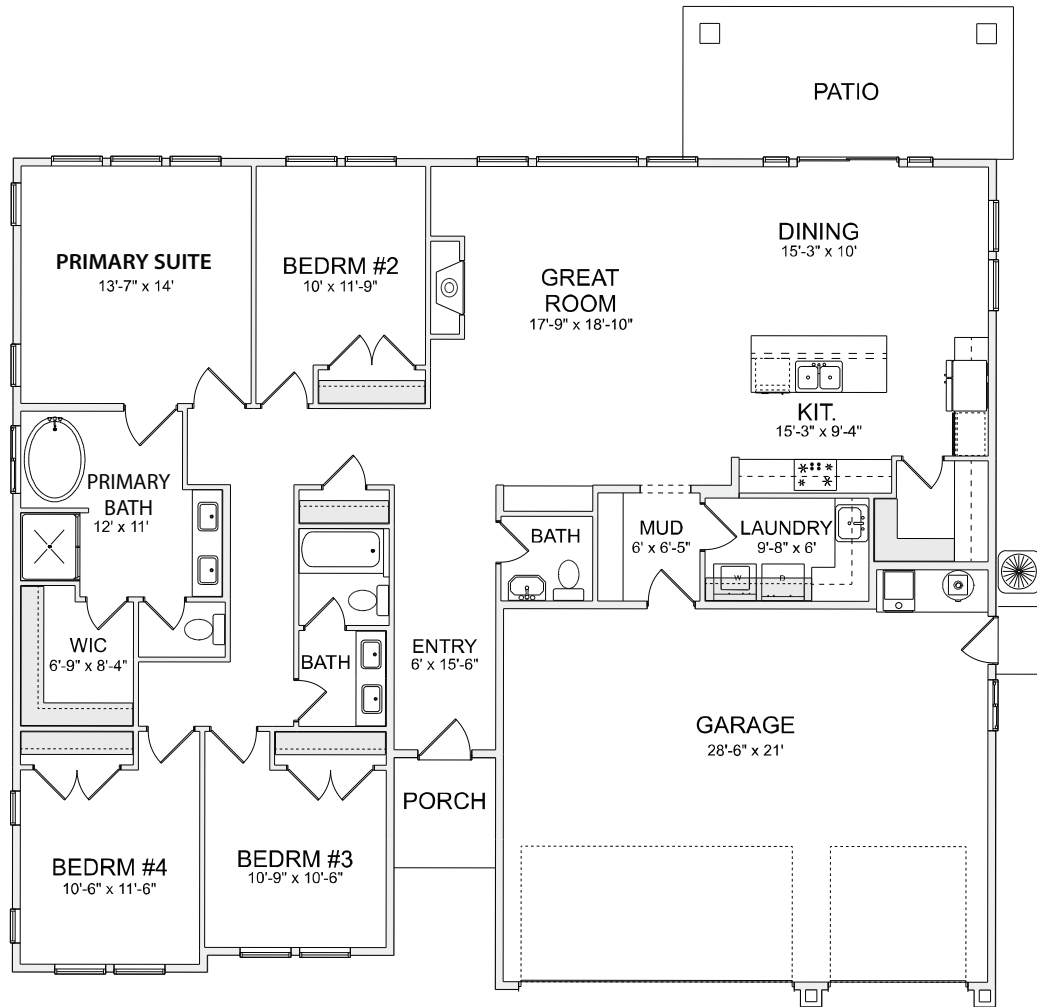 PATIO
PRIMARY SUITE
13'-7" x 14'
BEDRM #2
10' x 11'-9"
GREAT
ROOM
17'-9" x 18'-10"
DINING
15'-3" x 10'
KIT.
15'-3" x 9'-4"
PRIMARY
BATH
12' x 11'
BATH
MUD
6' x 6'-5"
LAUNDRY
9'-8" x 6'
W
D
WIC
6'-9" x 8'-4"
BATH
ENTRY
6' x 15'-6"
GARAGE
28'-6" x 21'
PORCH
BEDRM #4
10'-6" x 11'-6"
BEDRM #3
10'-9" x 10'-6"